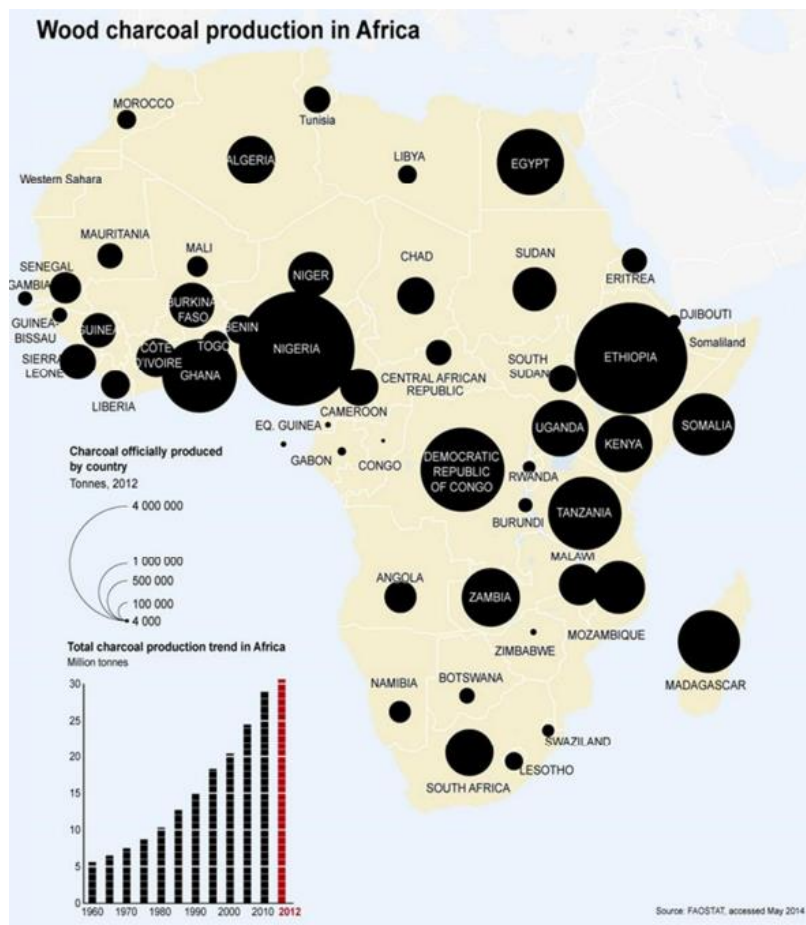 Wood charcoal production in Africa
MOROCCO
Tunisia
ALGERIA
LIBYA
EGYPT
Western Sahara
MAURITANIA
MALI
NIGER
CHAD
SUDAN
ERITREA
SENEGAL
GAMBIA
GUINEA-
BISSAU
GUINEA
BURKINA
FASO
BENIN
NIGERIA
DJIBOUTI
Somaliland
ETHIOPIA
SIERRA
LEONE
CÔTE
D'IVOIRE
TOGO
GHANA
LIBERIA
CAMEROON
CENTRAL AFRICAN
REPUBLIC
SOUTH
SUDAN
UGANDA
KENYA
SOMALIA
EQ. GUINEA
GABON
CONGO
DEMOCRATIC
REPUBLIC
OF CONGO
RWANDA
BURUNDI
TANZANIA
MALAWI
ANGOLA
ZAMBIA
MOZAMBIQUE
ZIMBABWE
MADAGASCAR
NAMIBIA
BOTSWANA
SWAZILAND
LESOTHO
SOUTH AFRICA
Charcoal officially produced
by country
Tonnes, 2012
4 000 000
1 000 000
500 000
100 000
4 000
Total charcoal production trend in Africa
Million tonnes
30
25
20
15
10
5
0
1960 1970 1980 1990 2000 2010 2012
Source: FAOSTAT, accessed May 2014